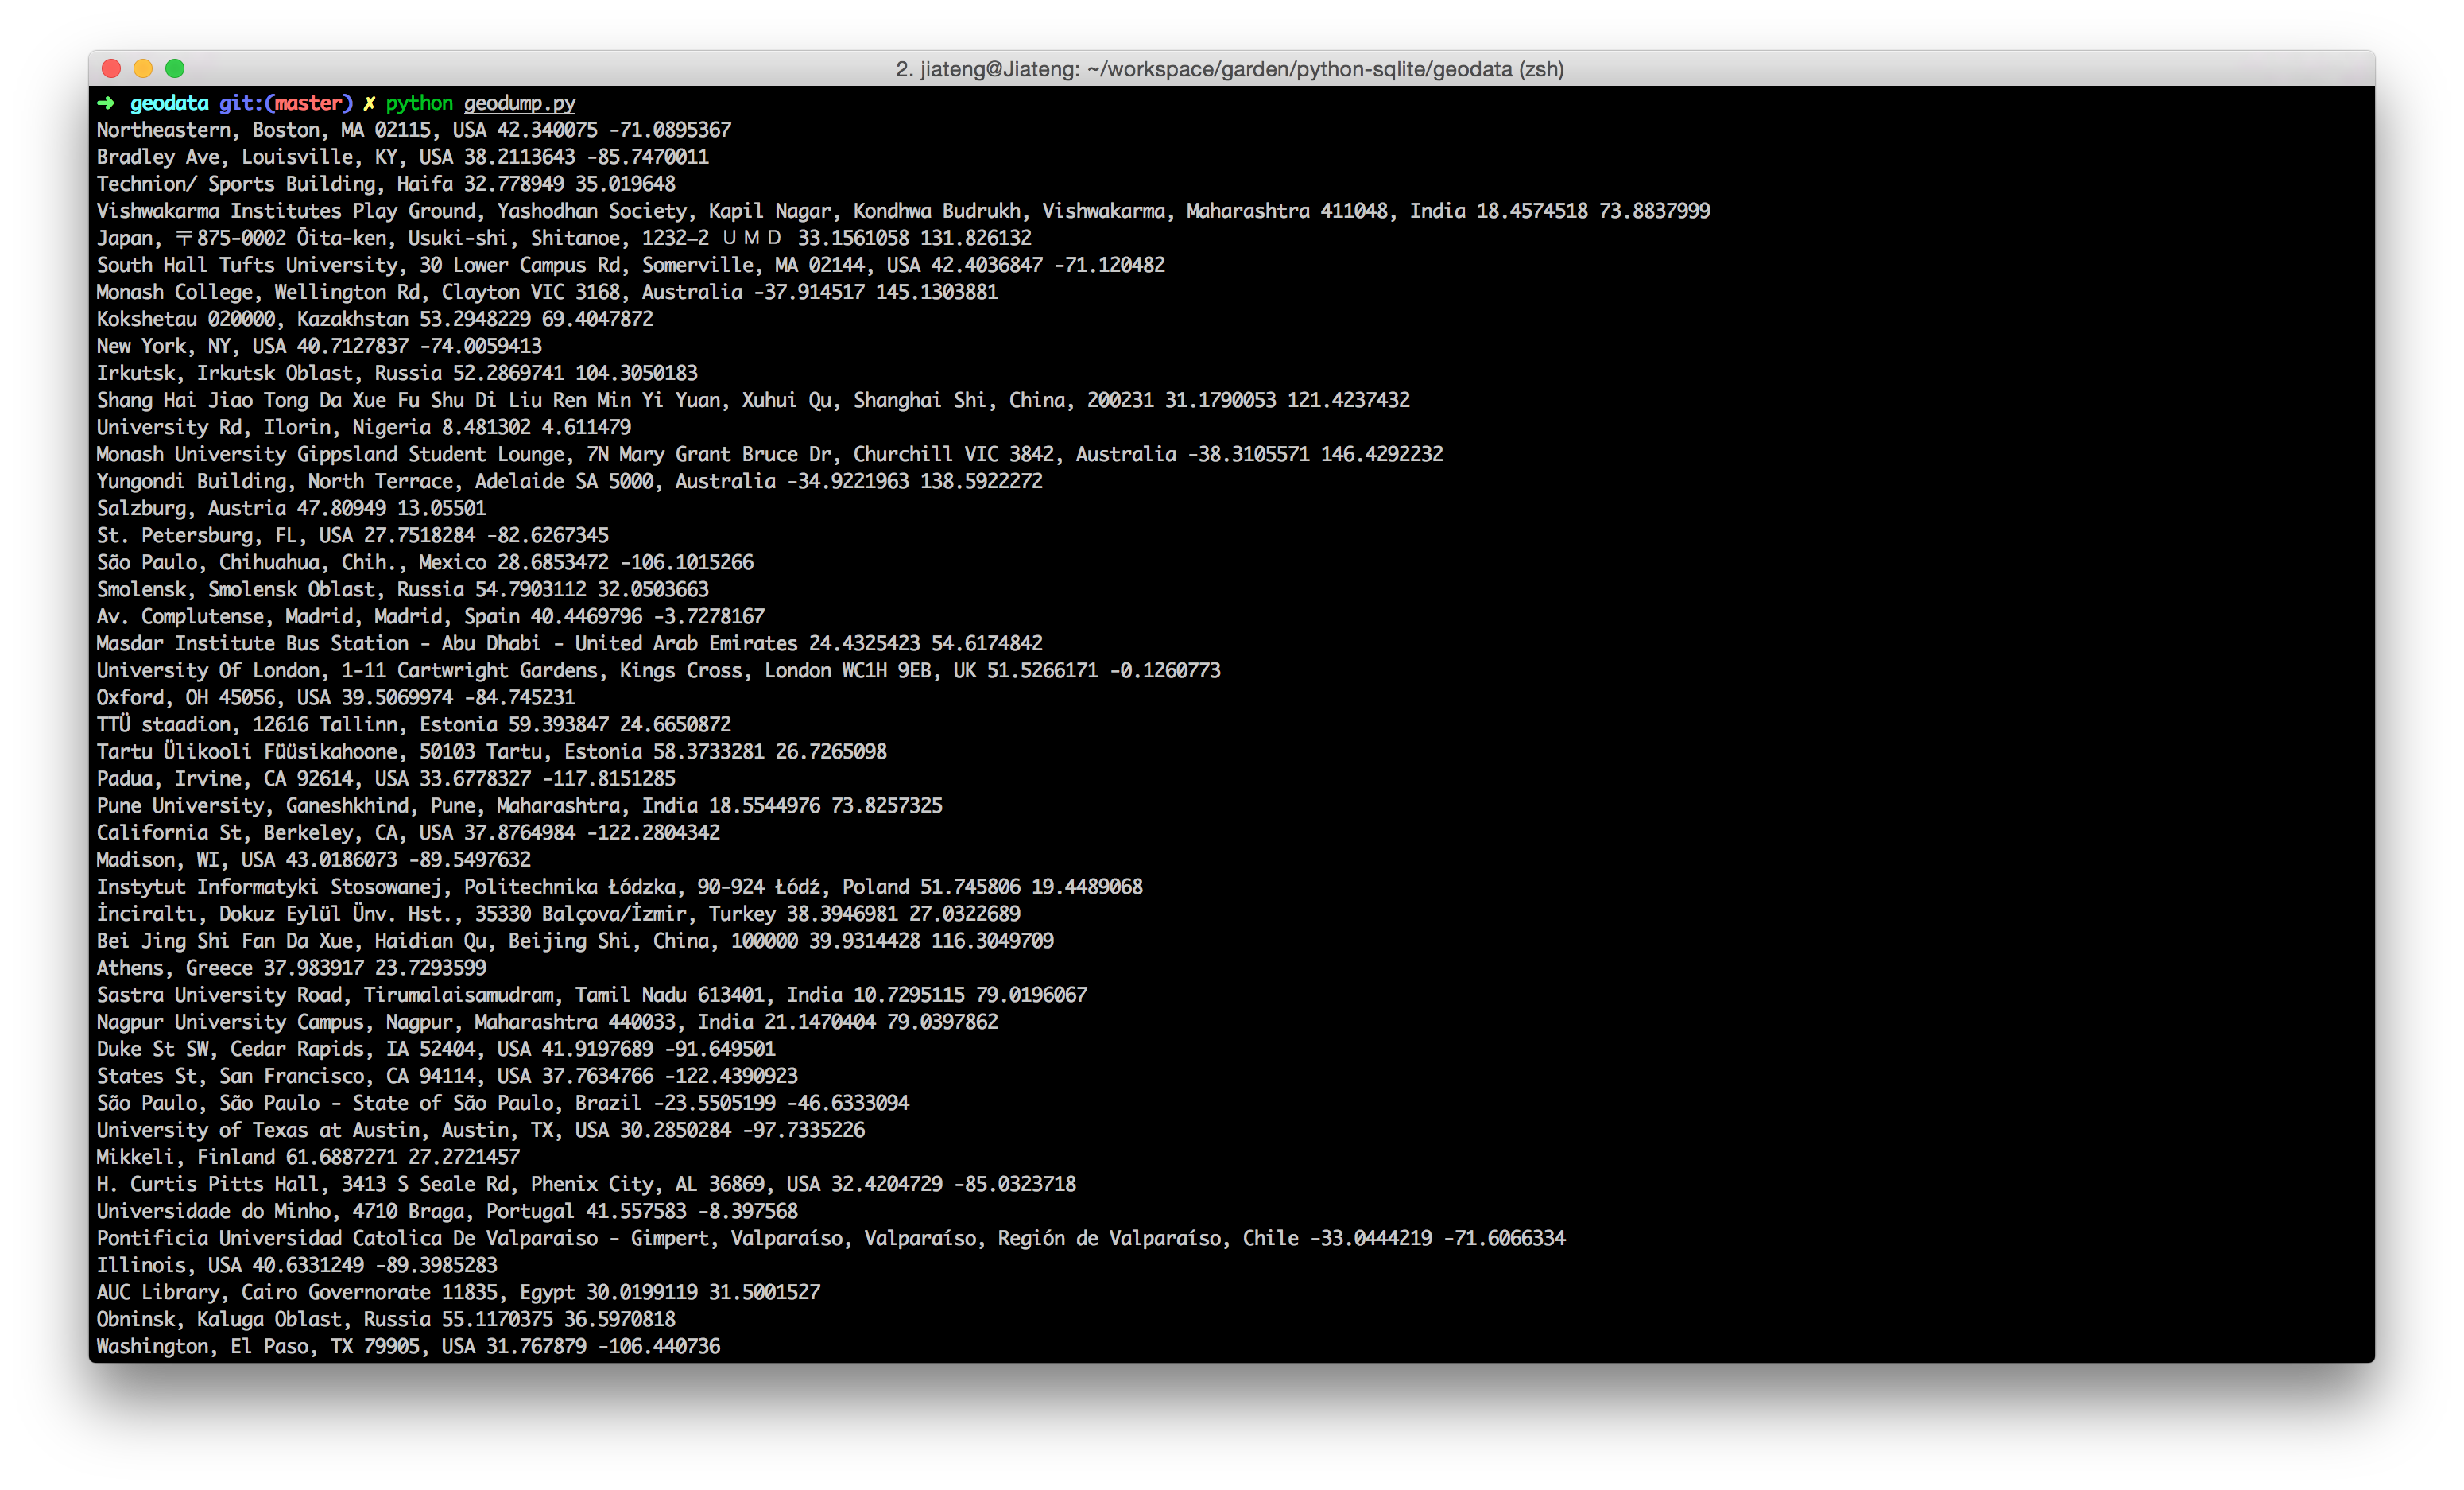 2. jiateng@Jiateng: ~/workspace/garden/python-sqlite/geodata (zsh)
➜ geodata git:(master) ✗ python geodump.py
Northeastern, Boston, MA 02115, USA 42.340075 -71.0895367
Bradley Ave, Louisville, KY, USA 38.2113643 -85.7470011
Technion/ Sports Building, Haifa 32.778949 35.019648
Vishwakarma Institutes Play Ground, Yashodhan Society, Kapil Nagar, Kondhwa Budrukh, Vishwakarma, Maharashtra 411048, India 18.4574518 73.8837999
Japan, 〒875-0002 Ōita-ken, Usuki-shi, Shitanoe, 1232−2 ＵＭＤ 33.1561058 131.826132
South Hall Tufts University, 30 Lower Campus Rd, Somerville, MA 02144, USA 42.4036847 -71.120482
Monash College, Wellington Rd, Clayton VIC 3168, Australia -37.914517 145.1303881
Kokshetau 020000, Kazakhstan 53.2948229 69.4047872
New York, NY, USA 40.7127837 -74.0059413
Irkutsk, Irkutsk Oblast, Russia 52.2869741 104.3050183
Shang Hai Jiao Tong Da Xue Fu Shu Di Liu Ren Min Yi Yuan, Xuhui Qu, Shanghai Shi, China, 200231 31.1790053 121.4237432
University Rd, Ilorin, Nigeria 8.481302 4.611479
Monash University Gippsland Student Lounge, 7N Mary Grant Bruce Dr, Churchill VIC 3842, Australia -38.3105571 146.4292232
Yungondi Building, North Terrace, Adelaide SA 5000, Australia -34.9221963 138.5922272
Salzburg, Austria 47.80949 13.05501
St. Petersburg, FL, USA 27.7518284 -82.6267345
São Paulo, Chihuahua, Chih., Mexico 28.6853472 -106.1015266
Smolensk, Smolensk Oblast, Russia 54.7903112 32.0503663
Av. Complutense, Madrid, Madrid, Spain 40.4469796 -3.7278167
Masdar Institute Bus Station - Abu Dhabi - United Arab Emirates 24.4325423 54.6174842
University Of London, 1-11 Cartwright Gardens, Kings Cross, London WC1H 9EB, UK 51.5266171 -0.1260773
Oxford, OH 45056, USA 39.5069974 -84.745231
TTÜ staadion, 12616 Tallinn, Estonia 59.393847 24.6650872
Tartu Ülikooli Füüsikahoone, 50103 Tartu, Estonia 58.3733281 26.7265098
Padua, Irvine, CA 92614, USA 33.6778327 -117.8151285
Pune University, Ganeshkhind, Pune, Maharashtra, India 18.5544976 73.8257325
California St, Berkeley, CA, USA 37.8764984 -122.2804342
Madison, WI, USA 43.0186073 -89.5497632
Instytut Informatyki Stosowanej, Politechnika Łódzka, 90-924 Łódź, Poland 51.745806 19.4489068
İnciraltı, Dokuz Eylül Ünv. Hst., 35330 Balçova/İzmir, Turkey 38.3946981 27.0322689
Bei Jing Shi Fan Da Xue, Haidian Qu, Beijing Shi, China, 100000 39.9314428 116.3049709
Athens, Greece 37.983917 23.7293599
Sastra University Road, Tirumalaisamudram, Tamil Nadu 613401, India 10.7295115 79.0196067
Nagpur University Campus, Nagpur, Maharashtra 440033, India 21.1470404 79.0397862
Duke St SW, Cedar Rapids, IA 52404, USA 41.9197689 -91.649501
States St, San Francisco, CA 94114, USA 37.7634766 -122.4390923
São Paulo, São Paulo - State of São Paulo, Brazil -23.5505199 -46.6333094
University of Texas at Austin, Austin, TX, USA 30.2850284 -97.7335226
Mikkeli, Finland 61.6887271 27.2721457
H. Curtis Pitts Hall, 3413 S Seale Rd, Phenix City, AL 36869, USA 32.4204729 -85.0323718
Universidade do Minho, 4710 Braga, Portugal 41.557583 -8.397568
Pontificia Universidad Catolica De Valparaiso - Gimpert, Valparaíso, Valparaíso, Región de Valparaíso, Chile -33.0444219 -71.6066334
Illinois, USA 40.6331249 -89.3985283
AUC Library, Cairo Governorate 11835, Egypt 30.0199119 31.5001527
Obninsk, Kaluga Oblast, Russia 55.1170375 36.5970818
Washington, El Paso, TX 79905, USA 31.767879 -106.440736